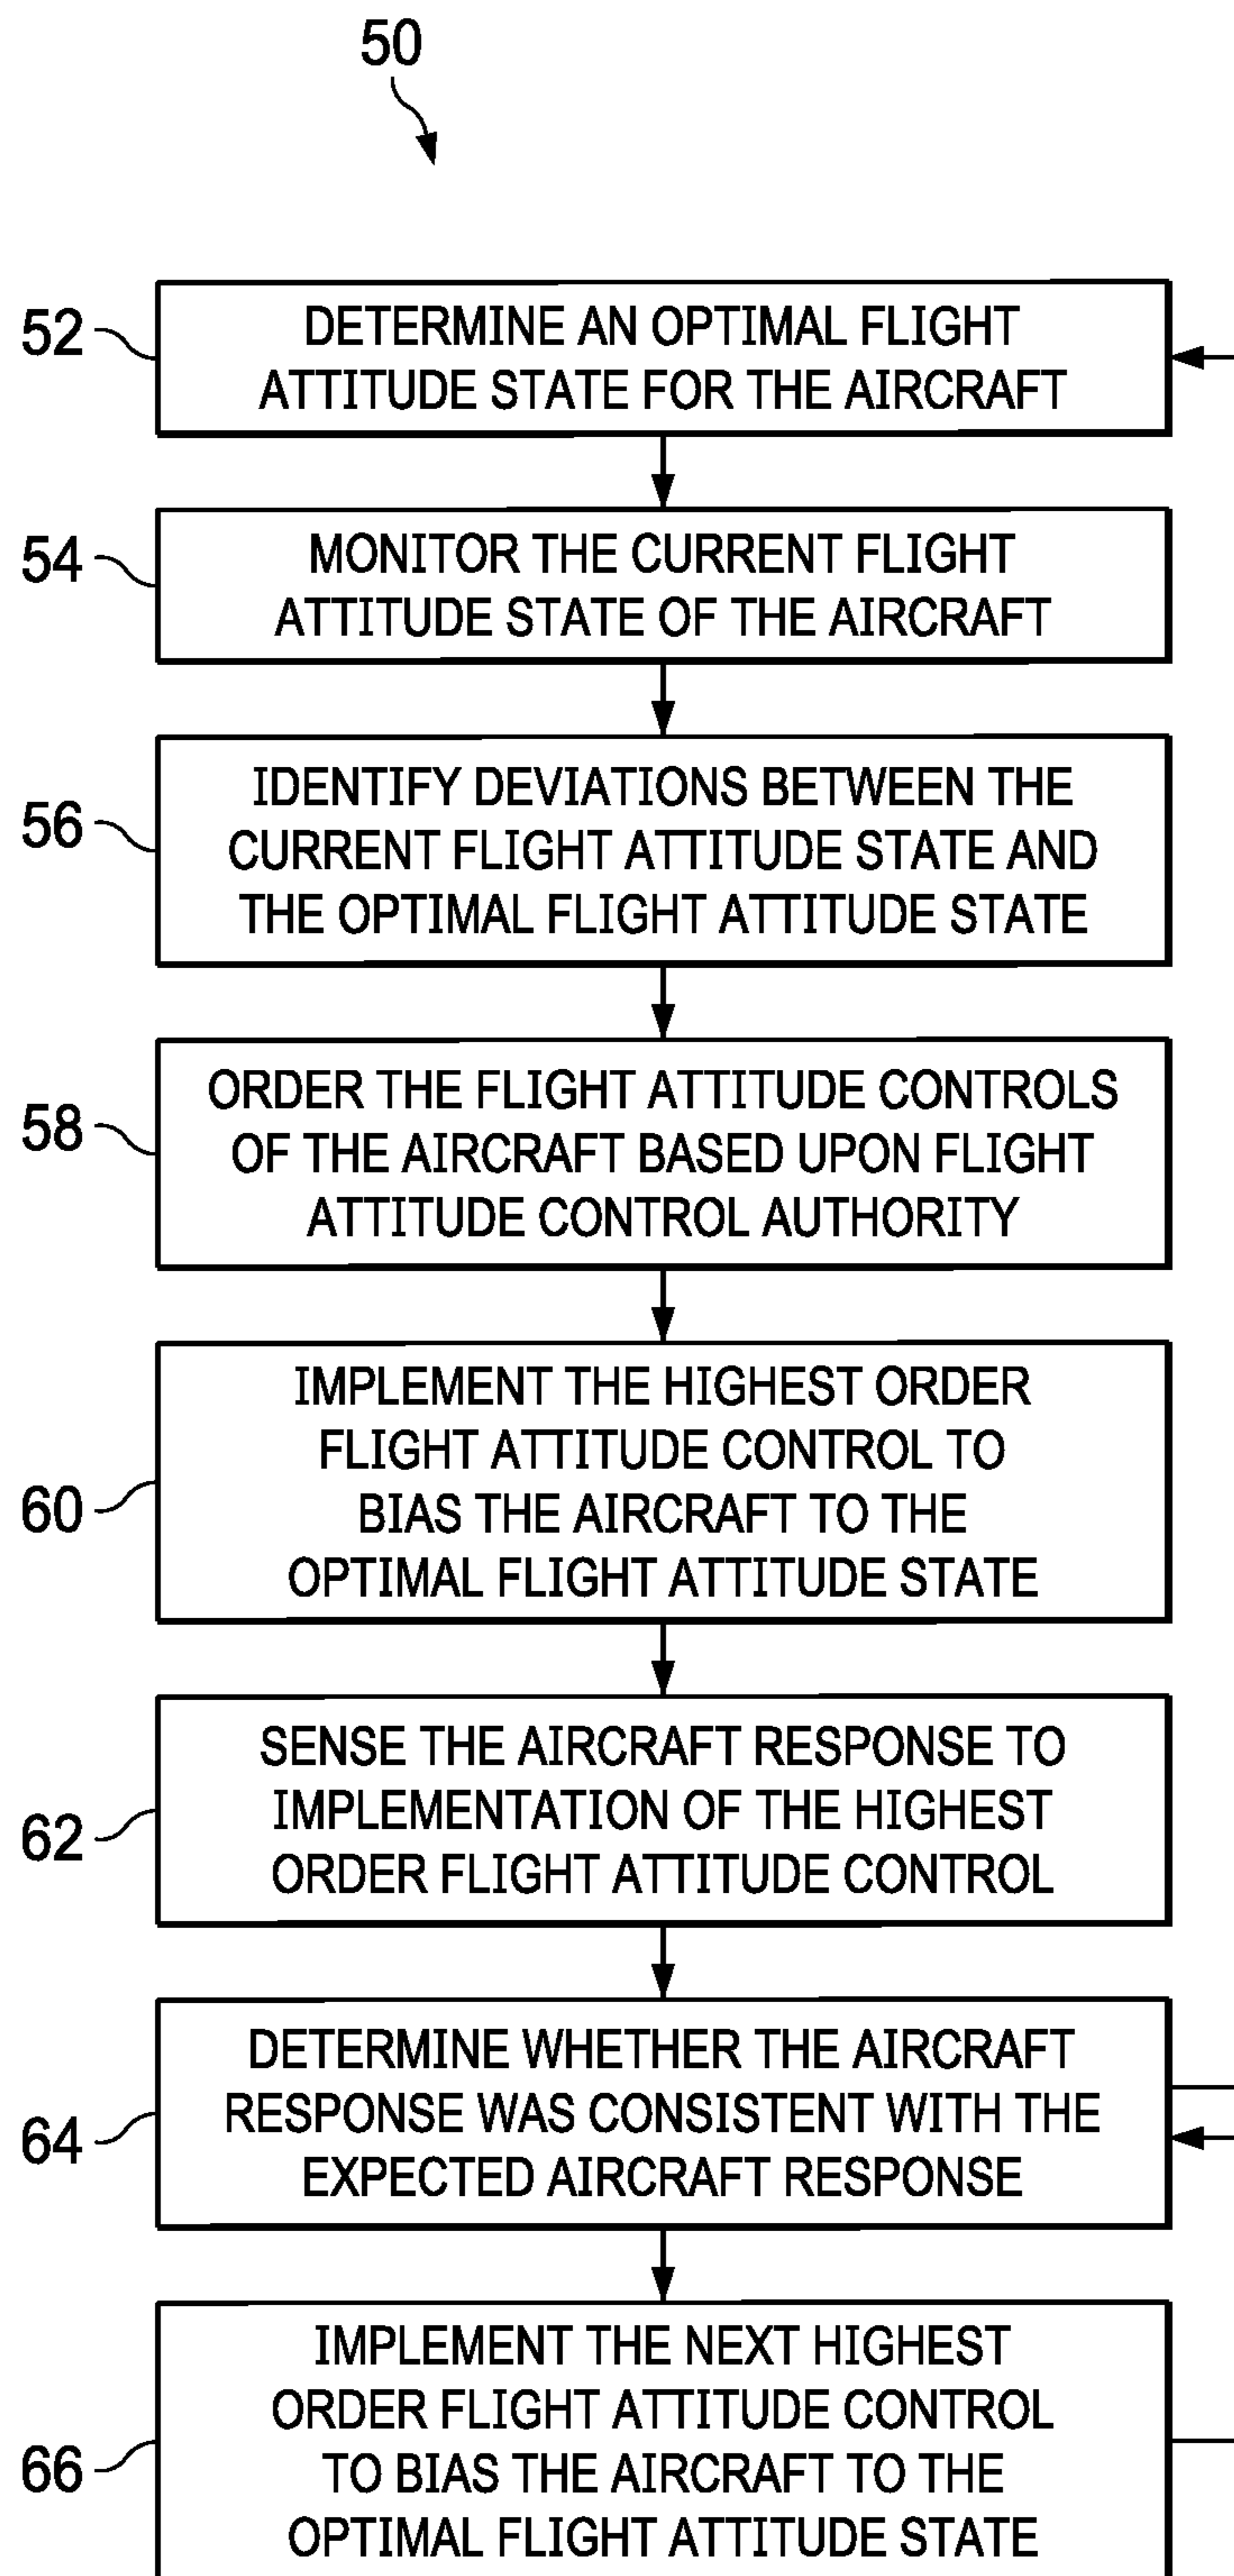 50
52
DETERMINE AN OPTIMAL FLIGHT
ATTITUDE STATE FOR THE AIRCRAFT
54
MONITOR THE CURRENT FLIGHT
ATTITUDE STATE OF THE AIRCRAFT
56
IDENTIFY DEVIATIONS BETWEEN THE
CURRENT FLIGHT ATTITUDE STATE AND
THE OPTIMAL FLIGHT ATTITUDE STATE
58
ORDER THE FLIGHT ATTITUDE CONTROLS
OF THE AIRCRAFT BASED UPON FLIGHT
ATTITUDE CONTROL AUTHORITY
60
IMPLEMENT THE HIGHEST ORDER
FLIGHT ATTITUDE CONTROL TO
BIAS THE AIRCRAFT TO THE
OPTIMAL FLIGHT ATTITUDE STATE
62
SENSE THE AIRCRAFT RESPONSE TO
IMPLEMENTATION OF THE HIGHEST
ORDER FLIGHT ATTITUDE CONTROL
64
DETERMINE WHETHER THE AIRCRAFT
RESPONSE WAS CONSISTENT WITH THE
EXPECTED AIRCRAFT RESPONSE
66
IMPLEMENT THE NEXT HIGHEST
ORDER FLIGHT ATTITUDE CONTROL
TO BIAS THE AIRCRAFT TO THE
OPTIMAL FLIGHT ATTITUDE STATE